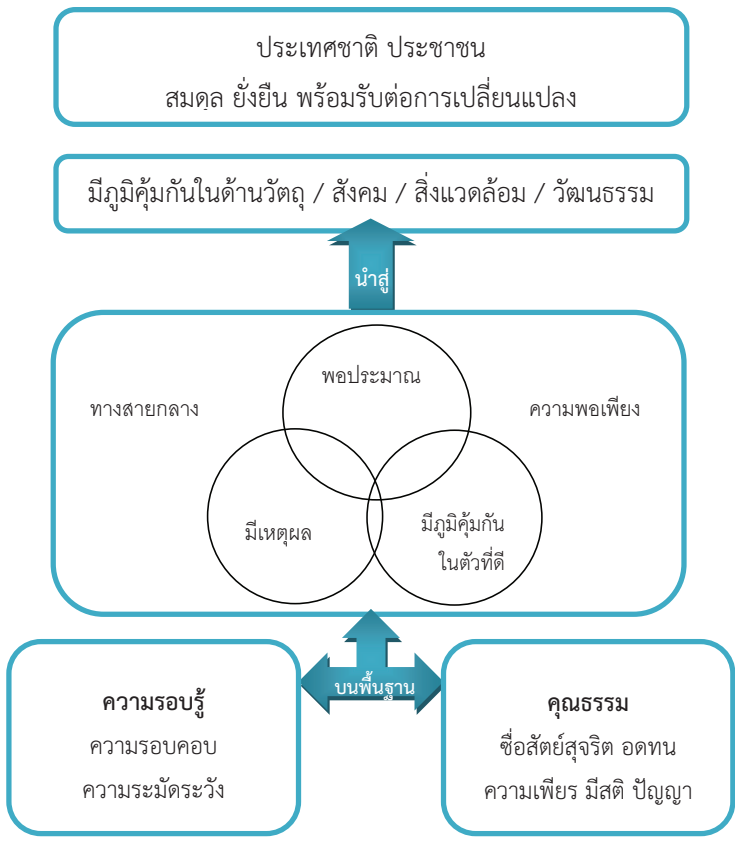 ประเทศชาติ ประชาชน
สมดุล ยั่งยืน พร้อมรับต่อการเปลี่ยนแปลง
มีภูมิคุ้มกันในด้านวัตถุ / สังคม / สิ่งแวดล้อม / วัฒนธรรม
นำสู่
พอประมาณ
ทางสายกลาง
ความพอเพียง
มีเหตุผล
มีภูมิคุ้มกัน
ในตัวที่ดี
บนพื้นฐาน
ความรอบรู้
ความรอบคอบ
ความระมัดระวัง
คุณธรรม
ซื่อสัตย์สุจริต อดทน
ความเพียร มีสติ ปัญญา